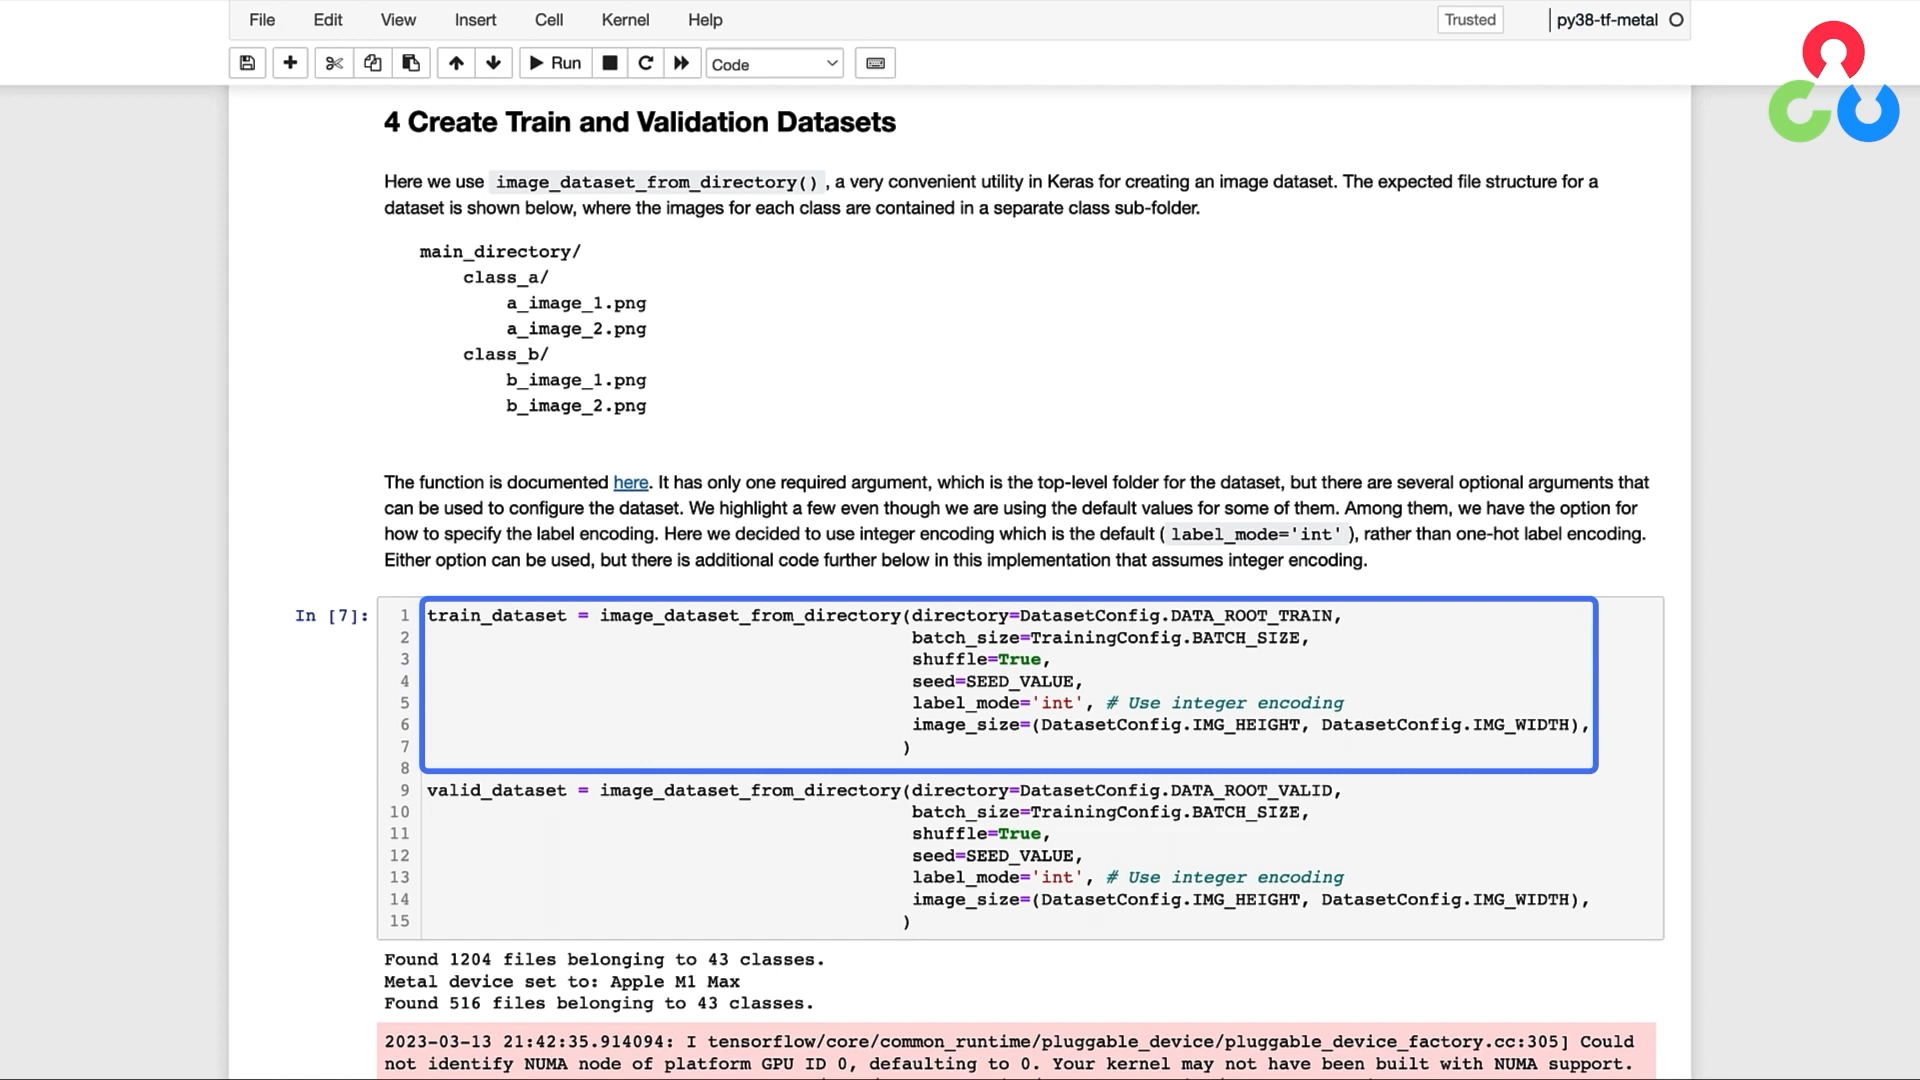 File Edit View Insert Cell Kernel Help Trusted py38-tf-metal
Run Code
4 Create Train and Validation Datasets
Here we use image_dataset_from_directory() , a very convenient utility in Keras for creating an image dataset. The expected file structure for a
dataset is shown below, where the images for each class are contained in a separate class sub-folder.
main_directory/
class_a/
a_image_1.png
a_image_2.png
class_b/
b_image_1.png
b_image_2.png
The function is documented here. It has only one required argument, which is the top-level folder for the dataset, but there are several optional arguments that
can be used to configure the dataset. We highlight a few even though we are using the default values for some of them. Among them, we have the option for
how to specify the label encoding. Here we decided to use integer encoding which is the default ( label_mode='int' ), rather than one-hot label encoding.
Either option can be used, but there is additional code further below in this implementation that assumes integer encoding.
In [7]: 1 train_dataset = image_dataset_from_directory(directory=DatasetConfig.DATA_ROOT_TRAIN,
2 batch_size=TrainingConfig.BATCH_SIZE,
3 shuffle=True,
4 seed=SEED_VALUE,
5 label_mode='int', # Use integer encoding
6 image_size=(DatasetConfig.IMG_HEIGHT, DatasetConfig.IMG_WIDTH),
7 )
8
9 valid_dataset = image_dataset_from_directory(directory=DatasetConfig.DATA_ROOT_VALID,
10 batch_size=TrainingConfig.BATCH_SIZE,
11 shuffle=True,
12 seed=SEED_VALUE,
13 label_mode='int', # Use integer encoding
14 image_size=(DatasetConfig.IMG_HEIGHT, DatasetConfig.IMG_WIDTH),
15 )
Found 1204 files belonging to 43 classes.
Metal device set to: Apple M1 Max
Found 516 files belonging to 43 classes.
2023-03-13 21:42:35.914094: I tensorflow/core/common_runtime/pluggable_device/pluggable_device_factory.cc:305] Could
not identify NUMA node of platform GPU ID 0, defaulting to 0. Your kernel may not have been built with NUMA support.